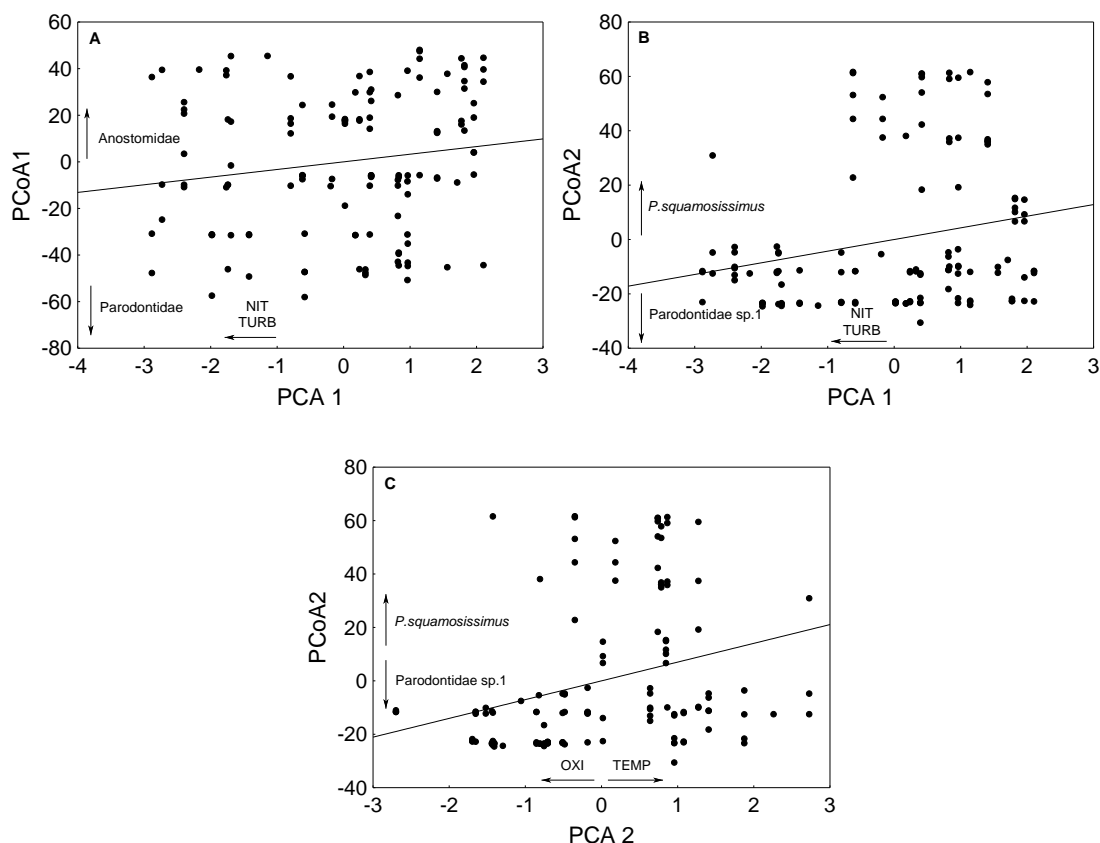 A
60
40
20
0
-20
-40
-60
-80
PCoA1
Anostomidae
Parodontidae
NIT
TURB
-4 -3 -2 -1 0 1 2 3
PCA 1
B
80
60
40
20
0
-20
-40
PCoA2
P.squamosissimus
Parodontidae sp.1
NIT
TURB
-4 -3 -2 -1 0 1 2 3
PCA 1
C
80
60
40
20
0
-20
-40
PCoA2
P.squamosissimus
Parodontidae sp.1
OXI TEMP
-3 -2 -1 0 1 2 3
PCA 2